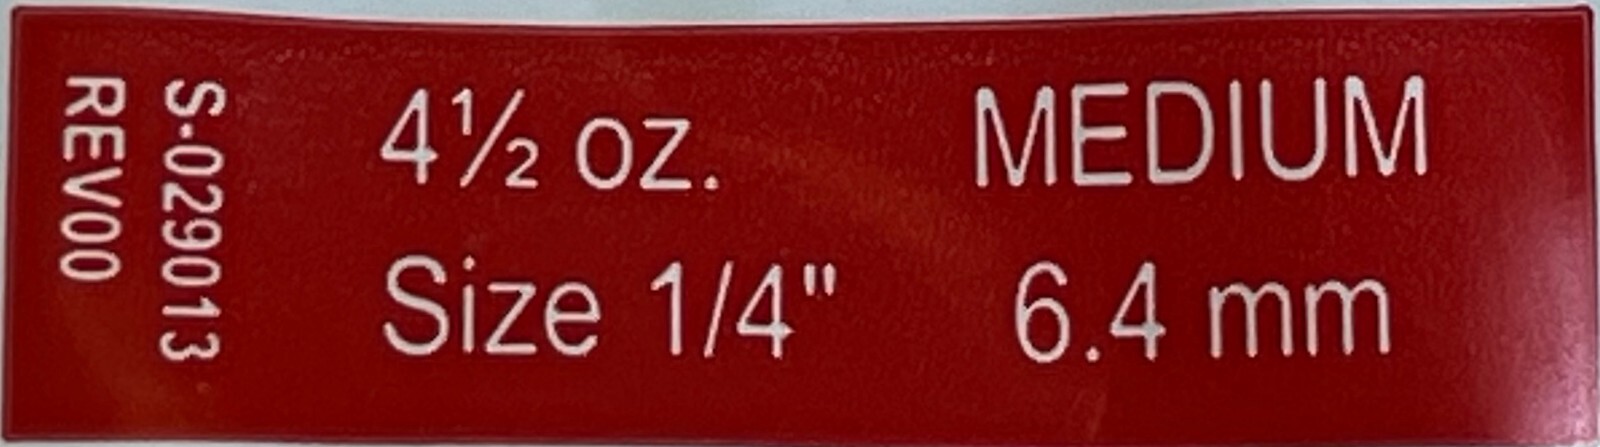 S-029013
REV00
4½ oz. MEDIUM
Size 1/4" 6.4 mm